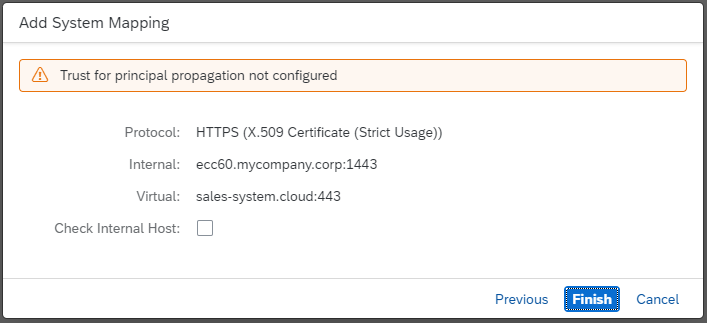 Add System Mapping
Trust for principal propagation not configured
Protocol: HTTPS (X.509 Certificate (Strict Usage))
Internal: ecc60.mycompany.corp:1443
Virtual: sales-system.cloud:443
Check Internal Host:
Previous Finish Cancel